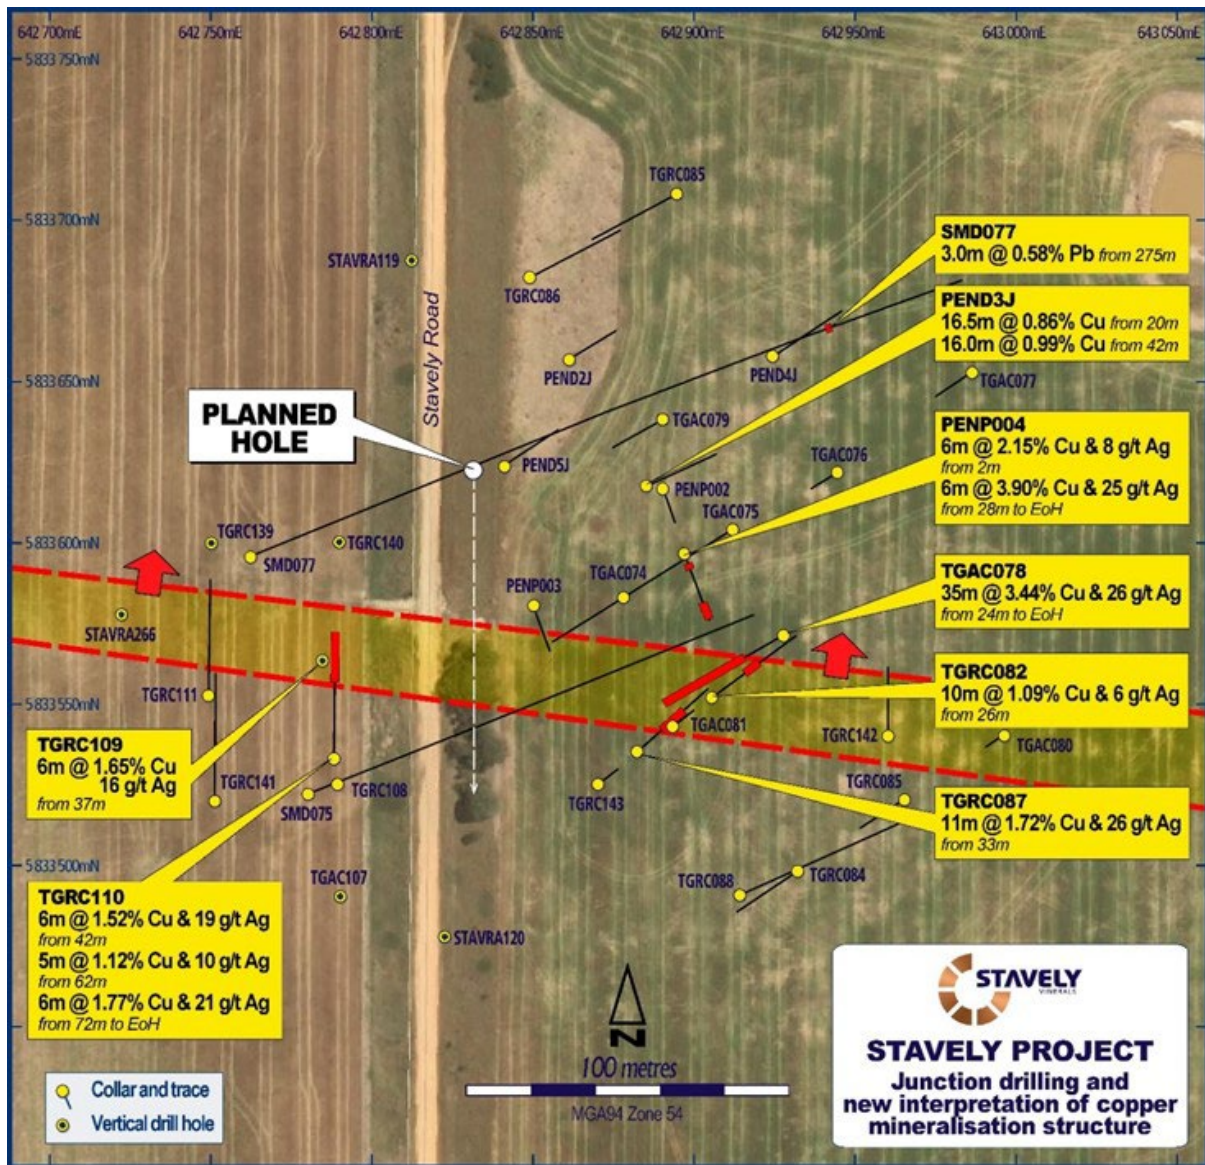 642 700mE
642 750mE
642 800mE
642 850mE
642 900mE
642 950mE
643 000mE
643 050mE
5 833 750mN
TGRC085
5 833 700mN
STAVRA119
TGRC086
SMD077
3.0m @ 0.58% Pb from 275m
PEND3J
16.5m @ 0.86% Cu from 20m
16.0m @ 0.99% Cu from 42m
Stavely Road
PEND2J
PEND4J
TGAC077
5 833 650mN
PLANNED
HOLE
TGAC079
PENP004
6m @ 2.15% Cu & 8 g/t Ag
from 2m
6m @ 3.90% Cu & 25 g/t Ag
from 28m to EoH
PEND5J
TGAC076
PENP002
TGAC075
TGRC139
TGRC140
5 833 600mN
SMD077
TGAC074
PENP003
TGAC078
35m @ 3.44% Cu & 26 g/t Ag
from 24m to EoH
STAVRA266
TGRC082
10m @ 1.09% Cu & 6 g/t Ag
from 26m
TGRC111
5 833 550mN
TGAC081
TGRC142
TGAC080
TGRC109
6m @ 1.65% Cu
16 g/t Ag
from 37m
TGRC141
SMD075
TGRC108
TGRC143
TGRC085
TGRC087
11m @ 1.72% Cu & 26 g/t Ag
from 33m
5 833 500mN
TGAC107
TGRC088
TGRC084
TGRC110
6m @ 1.52% Cu & 19 g/t Ag
from 42m
5m @ 1.12% Cu & 10 g/t Ag
from 62m
6m @ 1.77% Cu & 21 g/t Ag
from 72m to EoH
STAVRA120
N
100 metres
MGA94 Zone 54
Collar and trace
Vertical drill hole
STAVELY
MINERALS
STAVELY PROJECT
Junction drilling and
new interpretation of copper
mineralisation structure